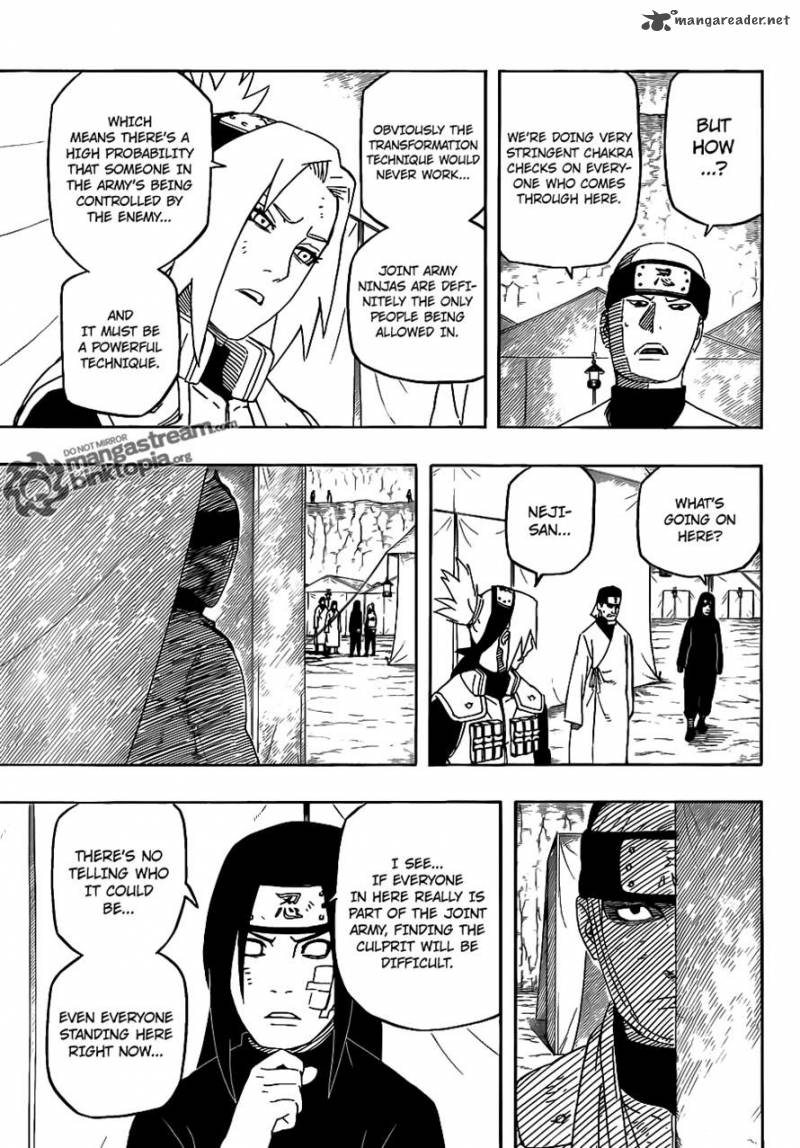 mangareader.net
BUT
HOW
...?
WE'RE DOING VERY
STRINGENT CHAKRA
CHECKS ON EVERY-
ONE WHO COMES
THROUGH HERE.
OBVIOUSLY THE
TRANSFORMATION
TECHNIQUE WOULD
NEVER WORK...
JOINT ARMY
NINJAS ARE DEFI-
NITELY THE ONLY
PEOPLE BEING
ALLOWED IN.
WHICH
MEANS THERE'S A
HIGH PROBABILITY
THAT SOMEONE IN
THE ARMY'S BEING
CONTROLLED BY
THE ENEMY...
AND
IT MUST BE
A POWERFUL
TECHNIQUE.
忍
WHAT'S
GOING ON
HERE?
NEJI-
SAN...
DO NOT MIRROR
mangastream.com
binktopia.org
I SEE...
IF EVERYONE
IN HERE REALLY IS
PART OF THE JOINT
ARMY, FINDING THE
CULPRIT WILL BE
DIFFICULT.
THERE'S NO
TELLING WHO
IT COULD
BE...
EVEN EVERYONE
STANDING HERE
RIGHT NOW...
忍
忍